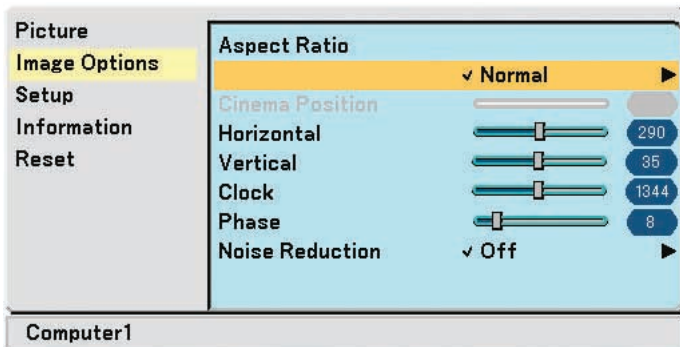 Picture
Image Options
Setup
Information
Reset
Aspect Ratio
✓ Normal ▶
Cinema Position
Horizontal 290
Vertical 35
Clock 1344
Phase 8
Noise Reduction ✓ Off ▶
Computer1